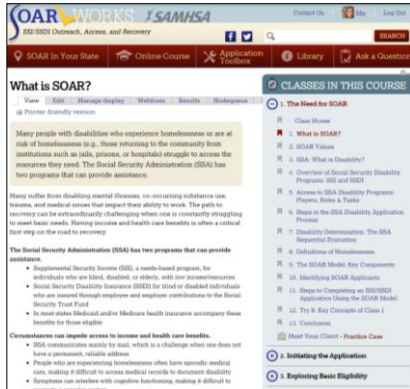 SOAR WORKS SAMHSA
SSI/SSDI Outreach, Access, and Recovery
Contact Us Me Log Out
SEARCH
SOAR In Your State Online Course Application Toolbox Library Ask a Question
What is SOAR?
View Edit Manage display Webform Results Nodequeue
Printer-friendly version
Many people with disabilities who experience homelessness or are at
risk of homelessness (e.g., those returning to the community from
institutions such as jails, prisons, or hospitals) struggle to access the
resources they need. The Social Security Administration (SSA) has
two programs that can provide assistance.
Many suffer from disabling mental illnesses, co-occurring substance use,
trauma, and medical issues that impact their ability to work. The path to
recovery can be extraordinarily challenging when one is constantly struggling
to meet basic needs. Having income and health care benefits is often a critical
first step on the road to recovery.
The Social Security Administration (SSA) has two programs that can provide
assistance.
Supplemental Security Income (SSI), a needs-based program, for
individuals who are blind, disabled, or elderly, with low income/resources
Social Security Disability Insurance (SSDI) for blind or disabled individuals
who are insured through employee and employer contributions to the Social
Security Trust Fund
In most states Medicaid and/or Medicare health insurance accompany these
benefits for those eligible
Circumstances can impede access to income and health care benefits.
SSA communicates mainly by mail, which is a challenge when one does not
have a permanent, reliable address
People who are experiencing homelessness often have sporadic medical
care, making it difficult to access medical records to document disability
Symptoms can interfere with cognitive functioning, making it difficult to
CLASSES IN THIS COURSE
1. The Need for SOAR
Class Home
1. What is SOAR?
2. SOAR Values
3. SSA: What is Disability?
4. Overview of Social Security Disability
Programs: SSI and SSDI
5. Access to SSA Disability Programs:
Players, Roles & Tasks
6. Steps in the SSA Disability Application
Process
7. Disability Determination: The SSA
Sequential Evaluation
8. Definitions of Homelessness
9. The SOAR Model: Key Components
10. Identifying SOAR Applicants
11. Steps to Completing an SSI/SSDI
Application Using the SOAR Model
12. Try It: Key Concepts of Class 1
13. Conclusion
Meet Your Client - Practice Case
2. Initiating the Application
3. Exploring Basic Eligibility